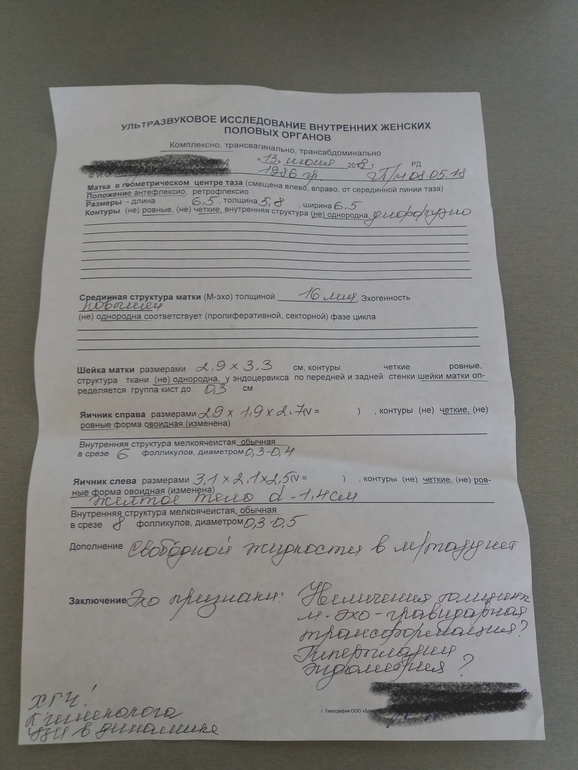 УЛЬТРАЗВУКОВОЕ ИССЛЕДОВАНИЕ ВНУТРЕННИХ ЖЕНСКИХ
ПОЛОВЫХ ОРГАНОВ
Комплексно, трансвагинально, трансабдоминально
"13" июня 2018 г. РД
1986 гр П/М 08.05.18
Матка в геометрическом центре таза (смещена влево, вправо, от серединной линии таза)
Положение антефлексио, ретрофлексио
Размеры - длина 6,5, толщина 5,8, ширина 6,5
Контуры (не) ровные, (не) четкие, внутренняя структура (не) однородна, диффузно
Срединная структура матки (М-эхо) толщиной 16 мм, Эхогенность
повышен
(не) однородна соответствует (пролиферативной, секторной) фазе цикла
Шейка матки размерами 2,9 x 3,3 см, контуры четкие ровные,
структура ткани (не) однородна, у эндоцервикса по передней и задней стенки шейки матки оп-
ределяется группа кист до 0,3 см
Яичник справа размерами 2,9 x 1,9 x 2,7 (V = ) , контуры (не) четкие, (не)
ровные форма овоидная (изменена)
Внутренняя структура мелкоячеистая, обычная
в срезе 6 фолликулов, диаметром 0,3-0,4
Яичник слева размерами 3,1 x 2,1 x 2,5 (V = ) , контуры (не) четкие, (не) ров-
ные форма овоидная (изменена)
желтое тело d - 1,4 см
Внутренняя структура мелкоячеистая, обычная
в срезе 8 фолликулов, диаметром 0,3-0,5
Дополнение Свободной жидкости в м/тазу нет
Заключение Эхо признаки:
м-эхо - гравидарная
трансформация?
Гиперплазии
эндометрия?
ХГЧ!
К гинеколога
УЗИ в динамике
г. Типография ООО